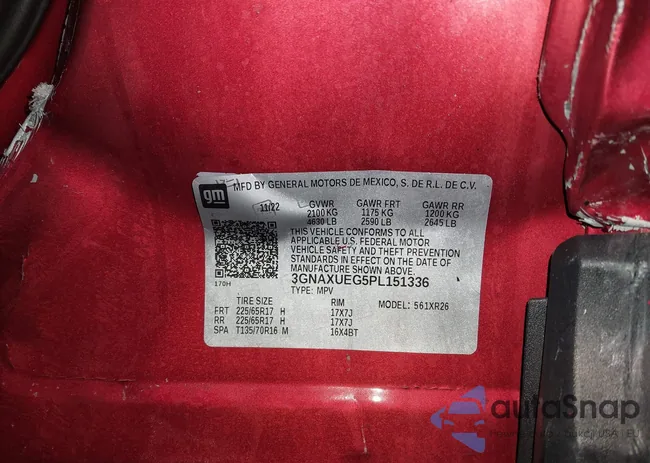 gm
MFD BY GENERAL MOTORS DE MEXICO, S. DE R.L. DE C.V.
11/22 GVWR GAWR FRT GAWR RR
2100 KG 1175 KG 1200 KG
4630 LB 2590 LB 2645 LB
THIS VEHICLE CONFORMS TO ALL
APPLICABLE U.S. FEDERAL MOTOR
VEHICLE SAFETY AND THEFT PREVENTION
STANDARDS IN EFFECT ON THE DATE OF
MANUFACTURE SHOWN ABOVE.
170H
3GNAXUEG5PL151336
TYPE: MPV
TIRE SIZE RIM MODEL: 561XR26
FRT 225/65R17 H 17X7J
RR 225/65R17 H 17X7J
SPA T135/70R16 M 16X4BT
autoSnap